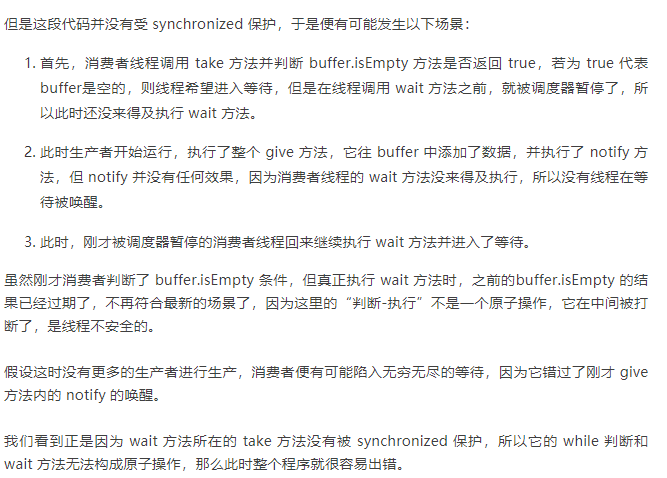 但是这段代码并没有受 synchronized 保护，于是便有可能发生以下场景：
1. 首先，消费者线程调用 take 方法并判断 buffer.isEmpty 方法是否返回 true，若为 true 代表
buffer是空的，则线程希望进入等待，但是在线程调用 wait 方法之前，就被调度器暂停了，所
以此时还没来得及执行 wait 方法。
2. 此时生产者开始运行，执行了整个 give 方法，它往 buffer 中添加了数据，并执行了 notify 方
法，但 notify 并没有任何效果，因为消费者线程的 wait 方法没来得及执行，所以没有线程在等
待被唤醒。
3. 此时，刚才被调度器暂停的消费者线程回来继续执行 wait 方法并进入了等待。
虽然刚才消费者判断了 buffer.isEmpty 条件，但真正执行 wait 方法时，之前的buffer.isEmpty 的结
果已经过期了，不再符合最新的场景了，因为这里的“判断-执行”不是一个原子操作，它在中间被打
断了，是线程不安全的。
假设这时没有更多的生产者进行生产，消费者便有可能陷入无穷无尽的等待，因为它错过了刚才 give
方法内的 notify 的唤醒。
我们看到正是因为 wait 方法所在的 take 方法没有被 synchronized 保护，所以它的 while 判断和
wait 方法无法构成原子操作，那么此时整个程序就很容易出错。